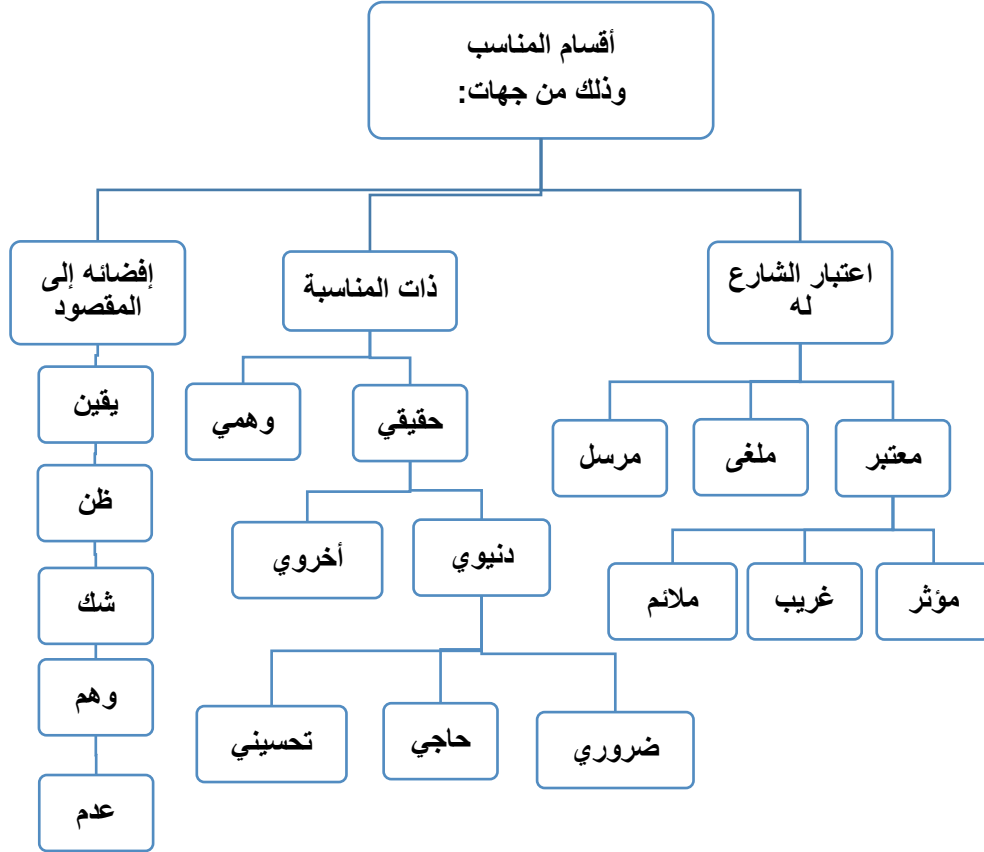 أقسام المناسب
وذلك من جهات:
اعتبار الشارع
له
ذات المناسبة
إفضائه إلى
المقصود
معتبر
ملغى
مرسل
مؤثر
غريب
ملائم
حقيقي
وهمي
دنيوي
أخروي
ضروري
حاجي
تحسيني
يقين
ظن
شك
وهم
عدم